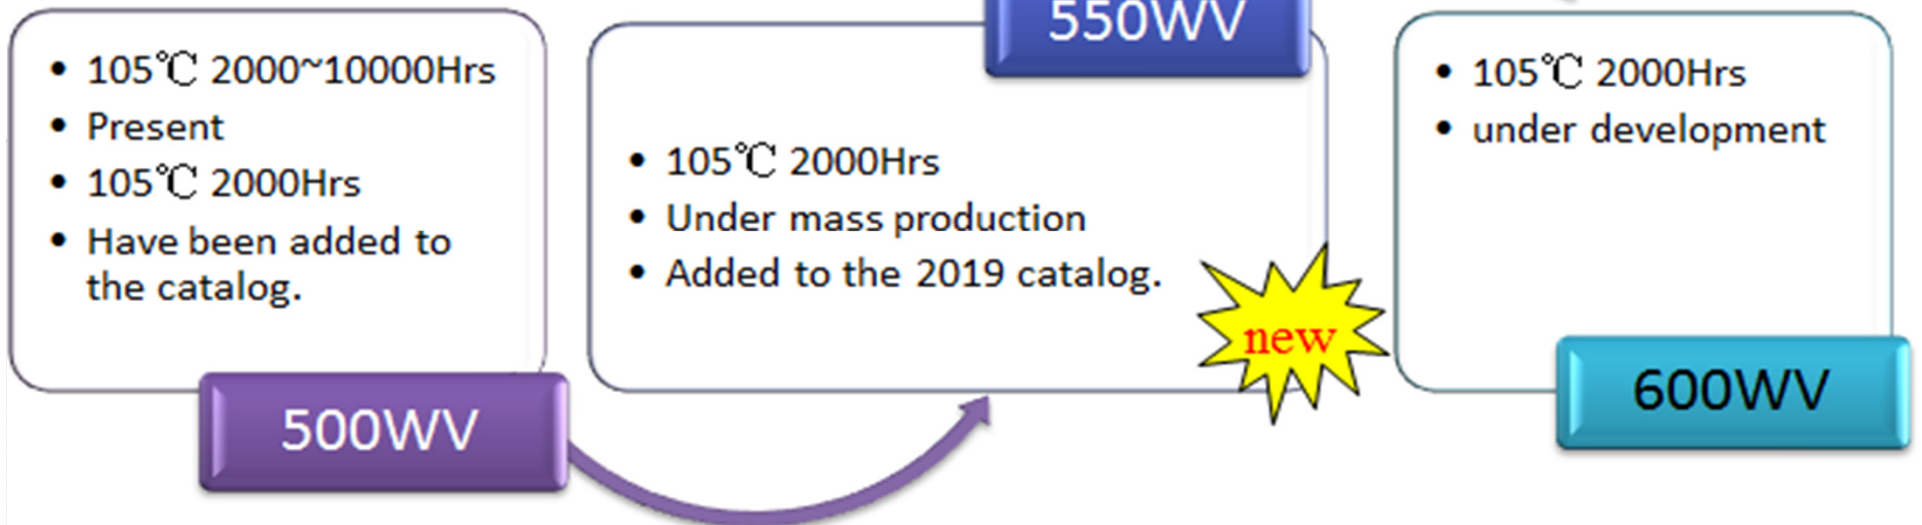 • 105℃ 2000~10000Hrs
• Present
• 105℃ 2000Hrs
• Have been added to
the catalog.
500WV
550WV
• 105℃ 2000Hrs
• Under mass production
• Added to the 2019 catalog.
new
• 105℃ 2000Hrs
• under development
600WV